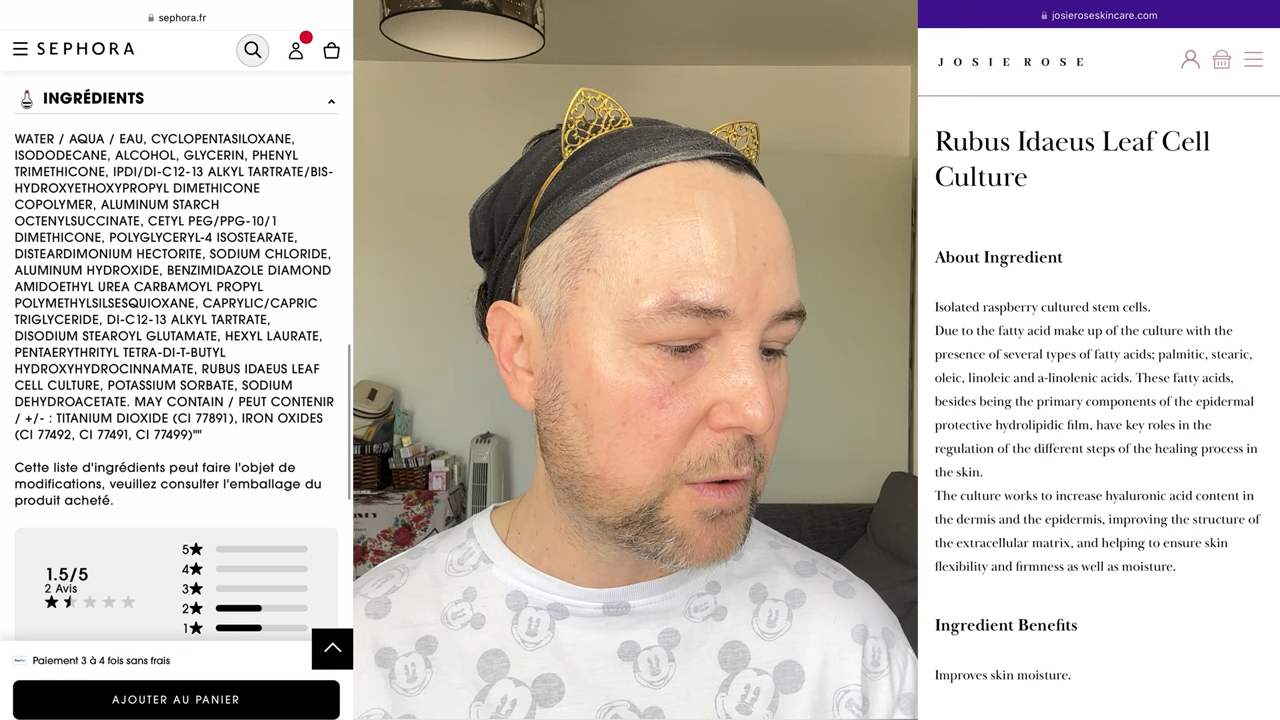 sephora.fr
SEPHORA
INGRÉDIENTS
WATER / AQUA / EAU, CYCLOPENTASILOXANE,
ISODODECANE, ALCOHOL, GLYCERIN, PHENYL
TRIMETHICONE, IPDI/DI-C12-13 ALKYL TARTRATE/BIS-
HYDROXYETHOXYPROPYL DIMETHICONE
COPOLYMER, ALUMINUM STARCH
OCTENYLSUCCINATE, CETYL PEG/PPG-10/1
DIMETHICONE, POLYGLYCERYL-4 ISOSTEARATE,
DISTEARDIMONIUM HECTORITE, SODIUM CHLORIDE,
ALUMINUM HYDROXIDE, BENZIMIDAZOLE DIAMOND
AMIDOETHYL UREA CARBAMOYL PROPYL
POLYMETHYLSILSESQUIOXANE, CAPRYLIC/CAPRIC
TRIGLYCERIDE, DI-C12-13 ALKYL TARTRATE,
DISODIUM STEAROYL GLUTAMATE, HEXYL LAURATE,
PENTAERYTHRITYL TETRA-DI-T-BUTYL
HYDROXYHYDROCINNAMATE, RUBUS IDAEUS LEAF
CELL CULTURE, POTASSIUM SORBATE, SODIUM
DEHYDROACETATE. MAY CONTAIN / PEUT CONTENIR
/ +/- : TITANIUM DIOXIDE (CI 77891), IRON OXIDES
(CI 77492, CI 77491, CI 77499)""
Cette liste d'ingrédients peut faire l'objet de
modifications, veuillez consulter l'emballage du
produit acheté.
1.5/5
2 Avis
5★
4★
3★
2★
1★
Paiement 3 à 4 fois sans frais
AJOUTER AU PANIER
josieroseskincare.com
JOSIE ROSE
Rubus Idaeus Leaf Cell
Culture
About Ingredient
Isolated raspberry cultured stem cells.
Due to the fatty acid make up of the culture with the
presence of several types of fatty acids; palmitic, stearic,
oleic, linoleic and a-linolenic acids. These fatty acids,
besides being the primary components of the epidermal
protective hydrolipidic film, have key roles in the
regulation of the different steps of the healing process in
the skin.
The culture works to increase hyaluronic acid content in
the dermis and the epidermis, improving the structure of
the extracellular matrix, and helping to ensure skin
flexibility and firmness as well as moisture.
Ingredient Benefits
Improves skin moisture.